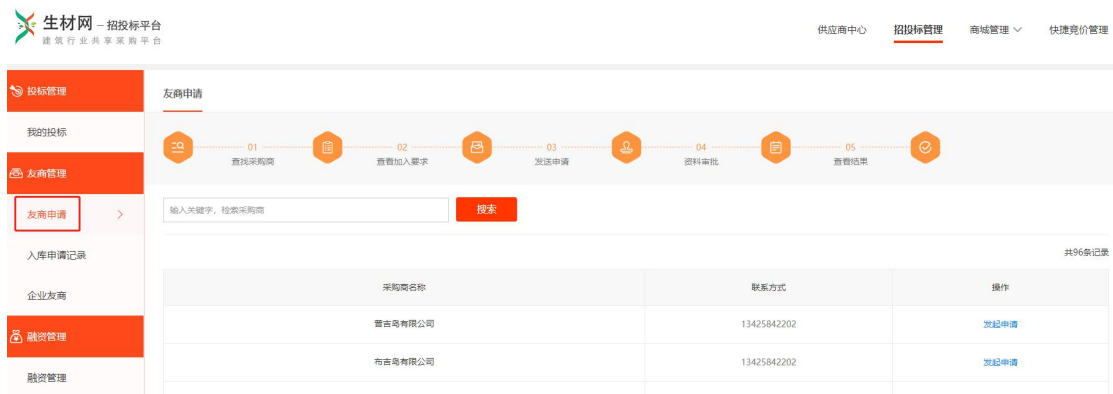 生材网 – 招投标平台
建筑行业共享采购平台
供应商中心 招投标管理 商城管理 快捷竞价管理
投标管理
我的投标
友商管理
友商申请
入库申请记录
企业友商
融资管理
融资管理
友商申请
01 02 03 04 05
查找采购商 查看加入要求 发送申请 资料审批 查看结果
输入关键字，检索采购商 搜索
共96条记录
采购商名称 联系方式 操作
普吉岛有限公司 13425842202 发起申请
布吉岛有限公司 13425842202 发起申请